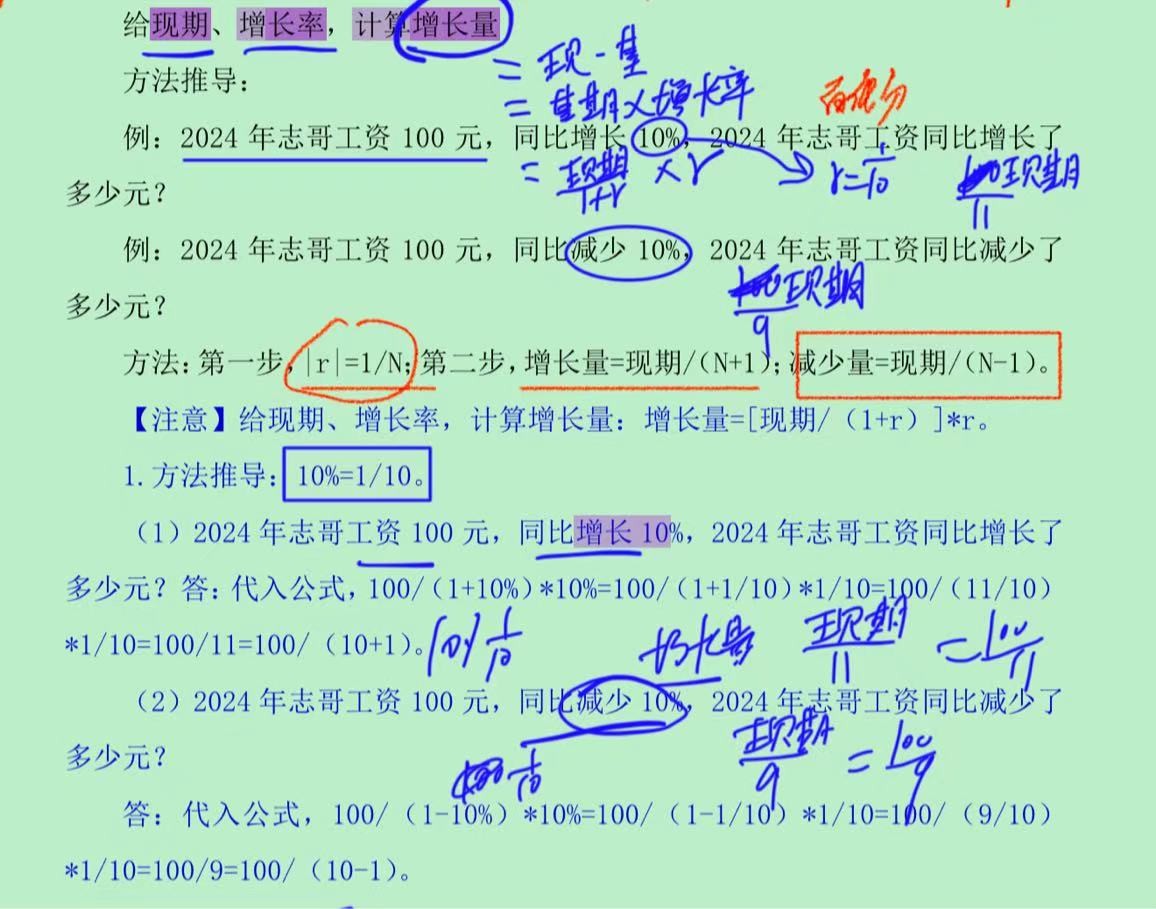 给现期、增长率，计算增长量
= 现-基
方法推导：
= 基期×增长率
百化分
例：2024 年志哥工资 100 元，同比增长 10%，2024 年志哥工资同比增长了
= 现期/1+r ×r
r=1/10
现期/11
多少元？
例：2024 年志哥工资 100 元，同比减少 10%，2024 年志哥工资同比减少了
现期/9
多少元？
方法：第一步，|r|=1/N；第二步，增长量=现期/（N+1）；减少量=现期/（N-1）。
【注意】给现期、增长率，计算增长量：增长量=[现期/（1+r）]*r。
1.方法推导：10%=1/10。
（1）2024 年志哥工资 100 元，同比增长 10%，2024 年志哥工资同比增长了
多少元？答：代入公式，100/（1+10%）*10%=100/（1+1/10）*1/10=100/（11/10）
*1/10=100/11=100/（10+1）。
1/10
增长量
现期/11 = 100/11
（2）2024 年志哥工资 100 元，同比减少 10%，2024 年志哥工资同比减少了
多少元？
1/10
现期/9 = 100/9
答：代入公式，100/（1-10%）*10%=100/（1-1/10）*1/10=100/（9/10）
*1/10=100/9=100/（10-1）。